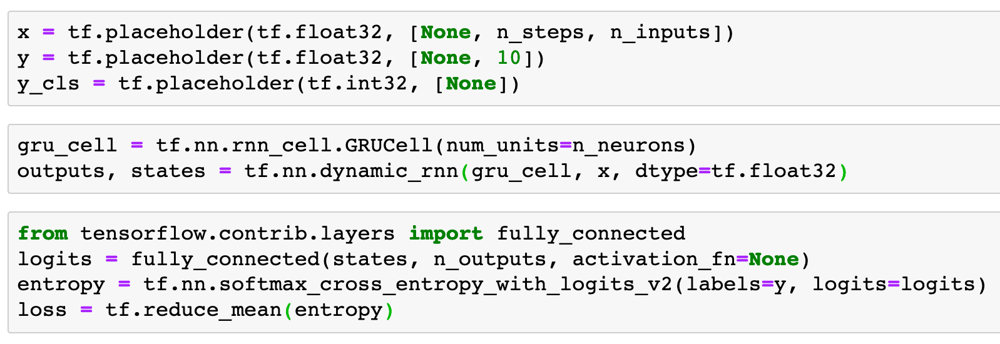 x = tf.placeholder(tf.float32, [None, n_steps, n_inputs])
y = tf.placeholder(tf.float32, [None, 10])
y_cls = tf.placeholder(tf.int32, [None])
gru_cell = tf.nn.rnn_cell.GRUCell(num_units=n_neurons)
outputs, states = tf.nn.dynamic_rnn(gru_cell, x, dtype=tf.float32)
from tensorflow.contrib.layers import fully_connected
logits = fully_connected(states, n_outputs, activation_fn=None)
entropy = tf.nn.softmax_cross_entropy_with_logits_v2(labels=y, logits=logits)
loss = tf.reduce_mean(entropy)